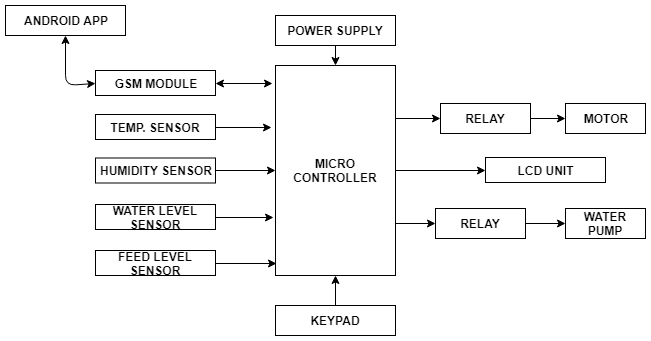 ANDROID APP
POWER SUPPLY
GSM MODULE
TEMP. SENSOR
HUMIDITY SENSOR
WATER LEVEL
SENSOR
FEED LEVEL
SENSOR
MICRO
CONTROLLER
RELAY
MOTOR
LCD UNIT
RELAY
WATER
PUMP
KEYPAD